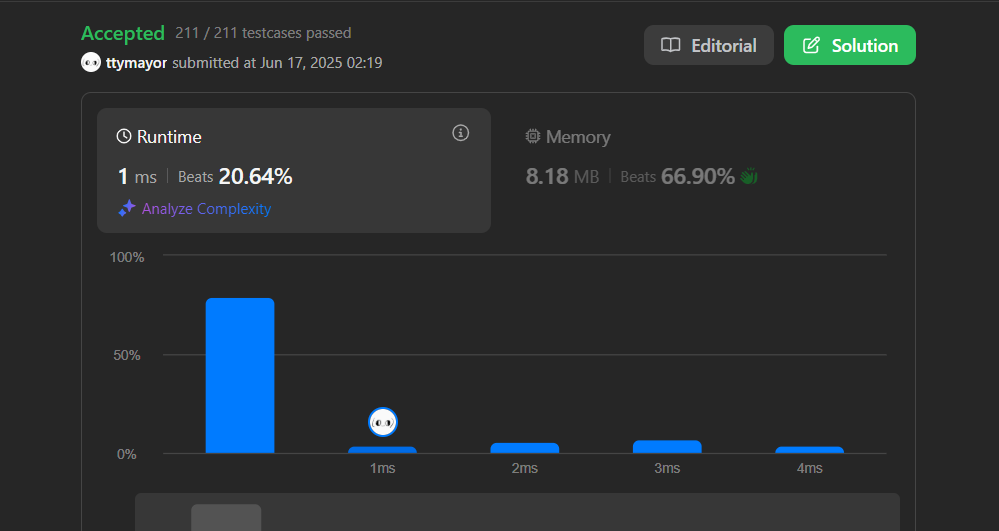 Accepted 211 / 211 testcases passed
ttymayor submitted at Jun 17, 2025 02:19
Editorial
Solution
Runtime
1 ms | Beats 20.64%
Analyze Complexity
Memory
8.18 MB | Beats 66.90%
100%
50%
0%
1ms 2ms 3ms 4ms